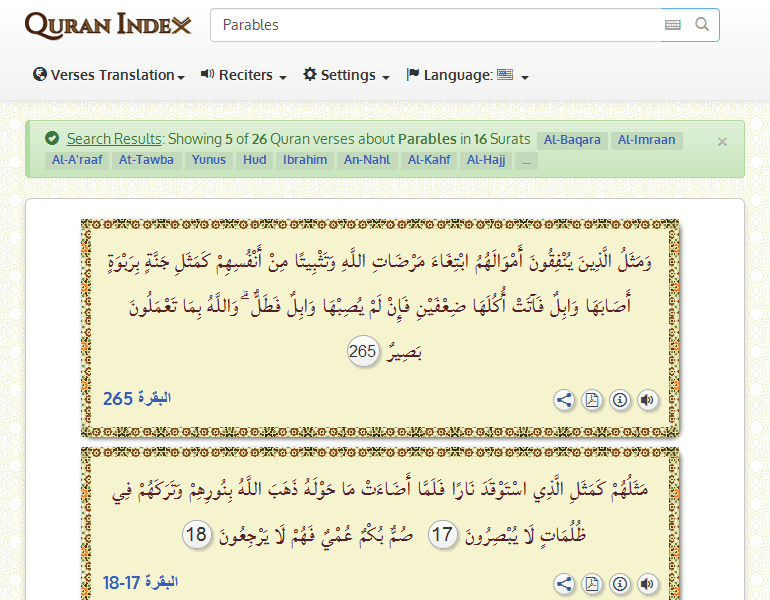 QURAN INDEX
Parables
Verses Translation Reciters Settings Language:
Search Results: Showing 5 of 26 Quran verses about Parables in 16 Surats Al-Baqara Al-Imraan ×
Al-A'raaf At-Tawba Yunus Hud Ibrahim An-Nahl Al-Kahf Al-Hajj ...
وَمَثَلُ الَّذِينَ يُنْفِقُونَ أَمْوَالَهُمُ ابْتِغَاءَ مَرْضَاتِ اللَّهِ وَتَثْبِيتًا مِنْ أَنْفُسِهِمْ كَمَثَلِ جَنَّةٍ بِرَبْوَةٍ
أَصَابَهَا وَابِلٌ فَآتَتْ أُكُلَهَا ضِعْفَيْنِ فَإِنْ لَمْ يُصِبْهَا وَابِلٌ فَطَلٌّ ۗ وَاللَّهُ بِمَا تَعْمَلُونَ
بَصِيرٌ 265
البقرة 265
مَثَلُهُمْ كَمَثَلِ الَّذِي اسْتَوْقَدَ نَارًا فَلَمَّا أَضَاءَتْ مَا حَوْلَهُ ذَهَبَ اللَّهُ بِنُورِهِمْ وَتَرَكَهُمْ فِي
ظُلُمَاتٍ لَا يُبْصِرُونَ 17 صُمٌّ بُكْمٌ عُمْيٌ فَهُمْ لَا يَرْجِعُونَ 18
البقرة 17-18